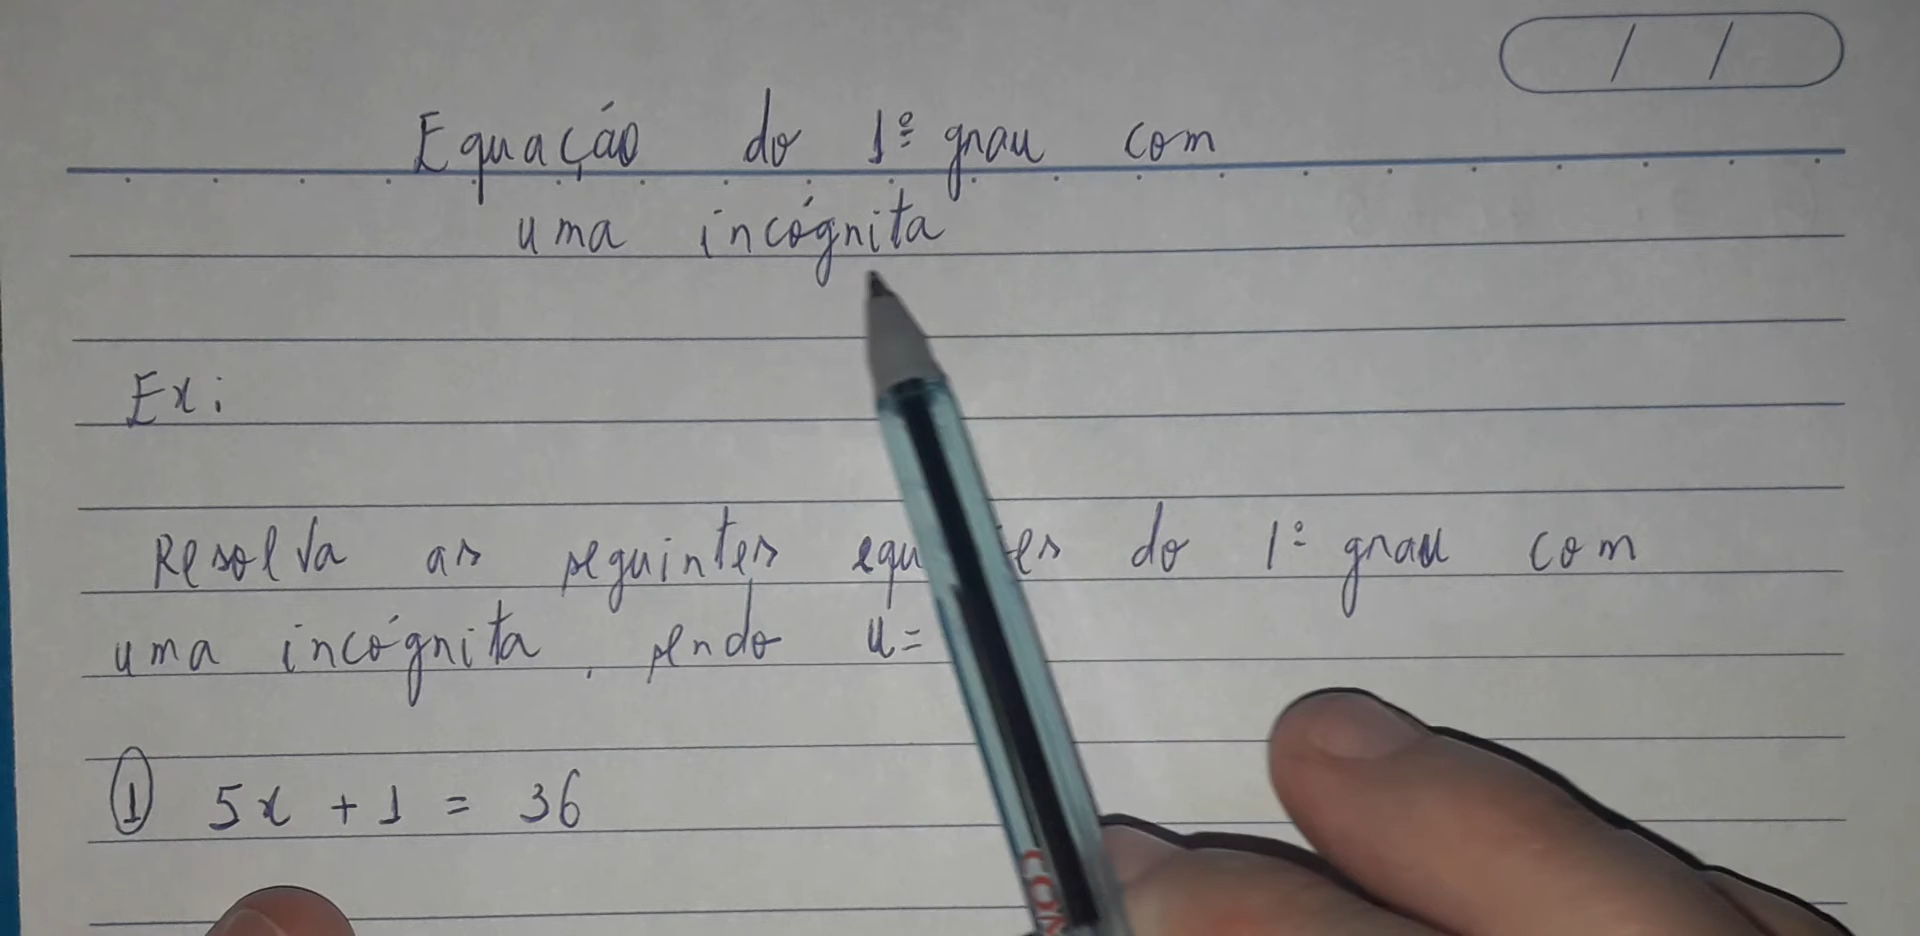 / /
Equação do 1º grau com
uma incógnita
Ex:
Resolva as seguintes do 1º grau com
uma incógnita, sendo u=
① 5x + 1 = 36
COM